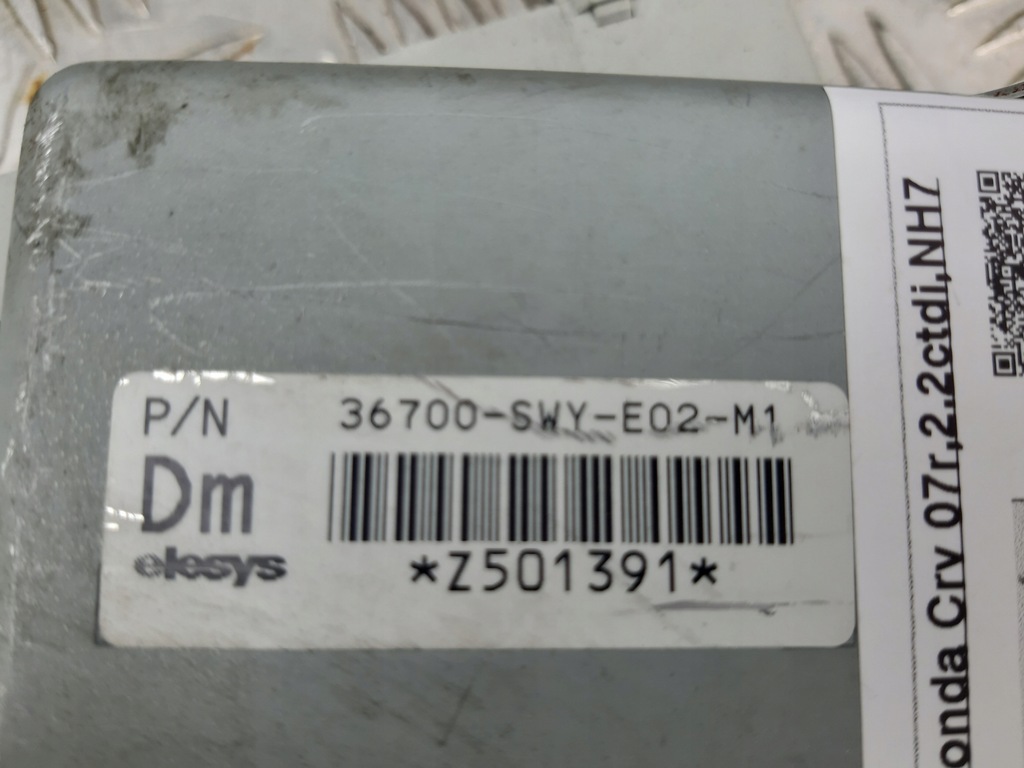 P/N 36700-SWY-E02-M1
Dm
elesys
*Z501391*
onda Crv 07r,2,2ctdi,NH7